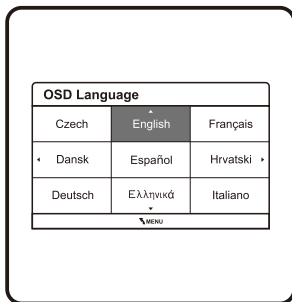 OSD Language
Czech English Français
Dansk Español Hrvatski
Deutsch Ελληνικά Italiano
MENU